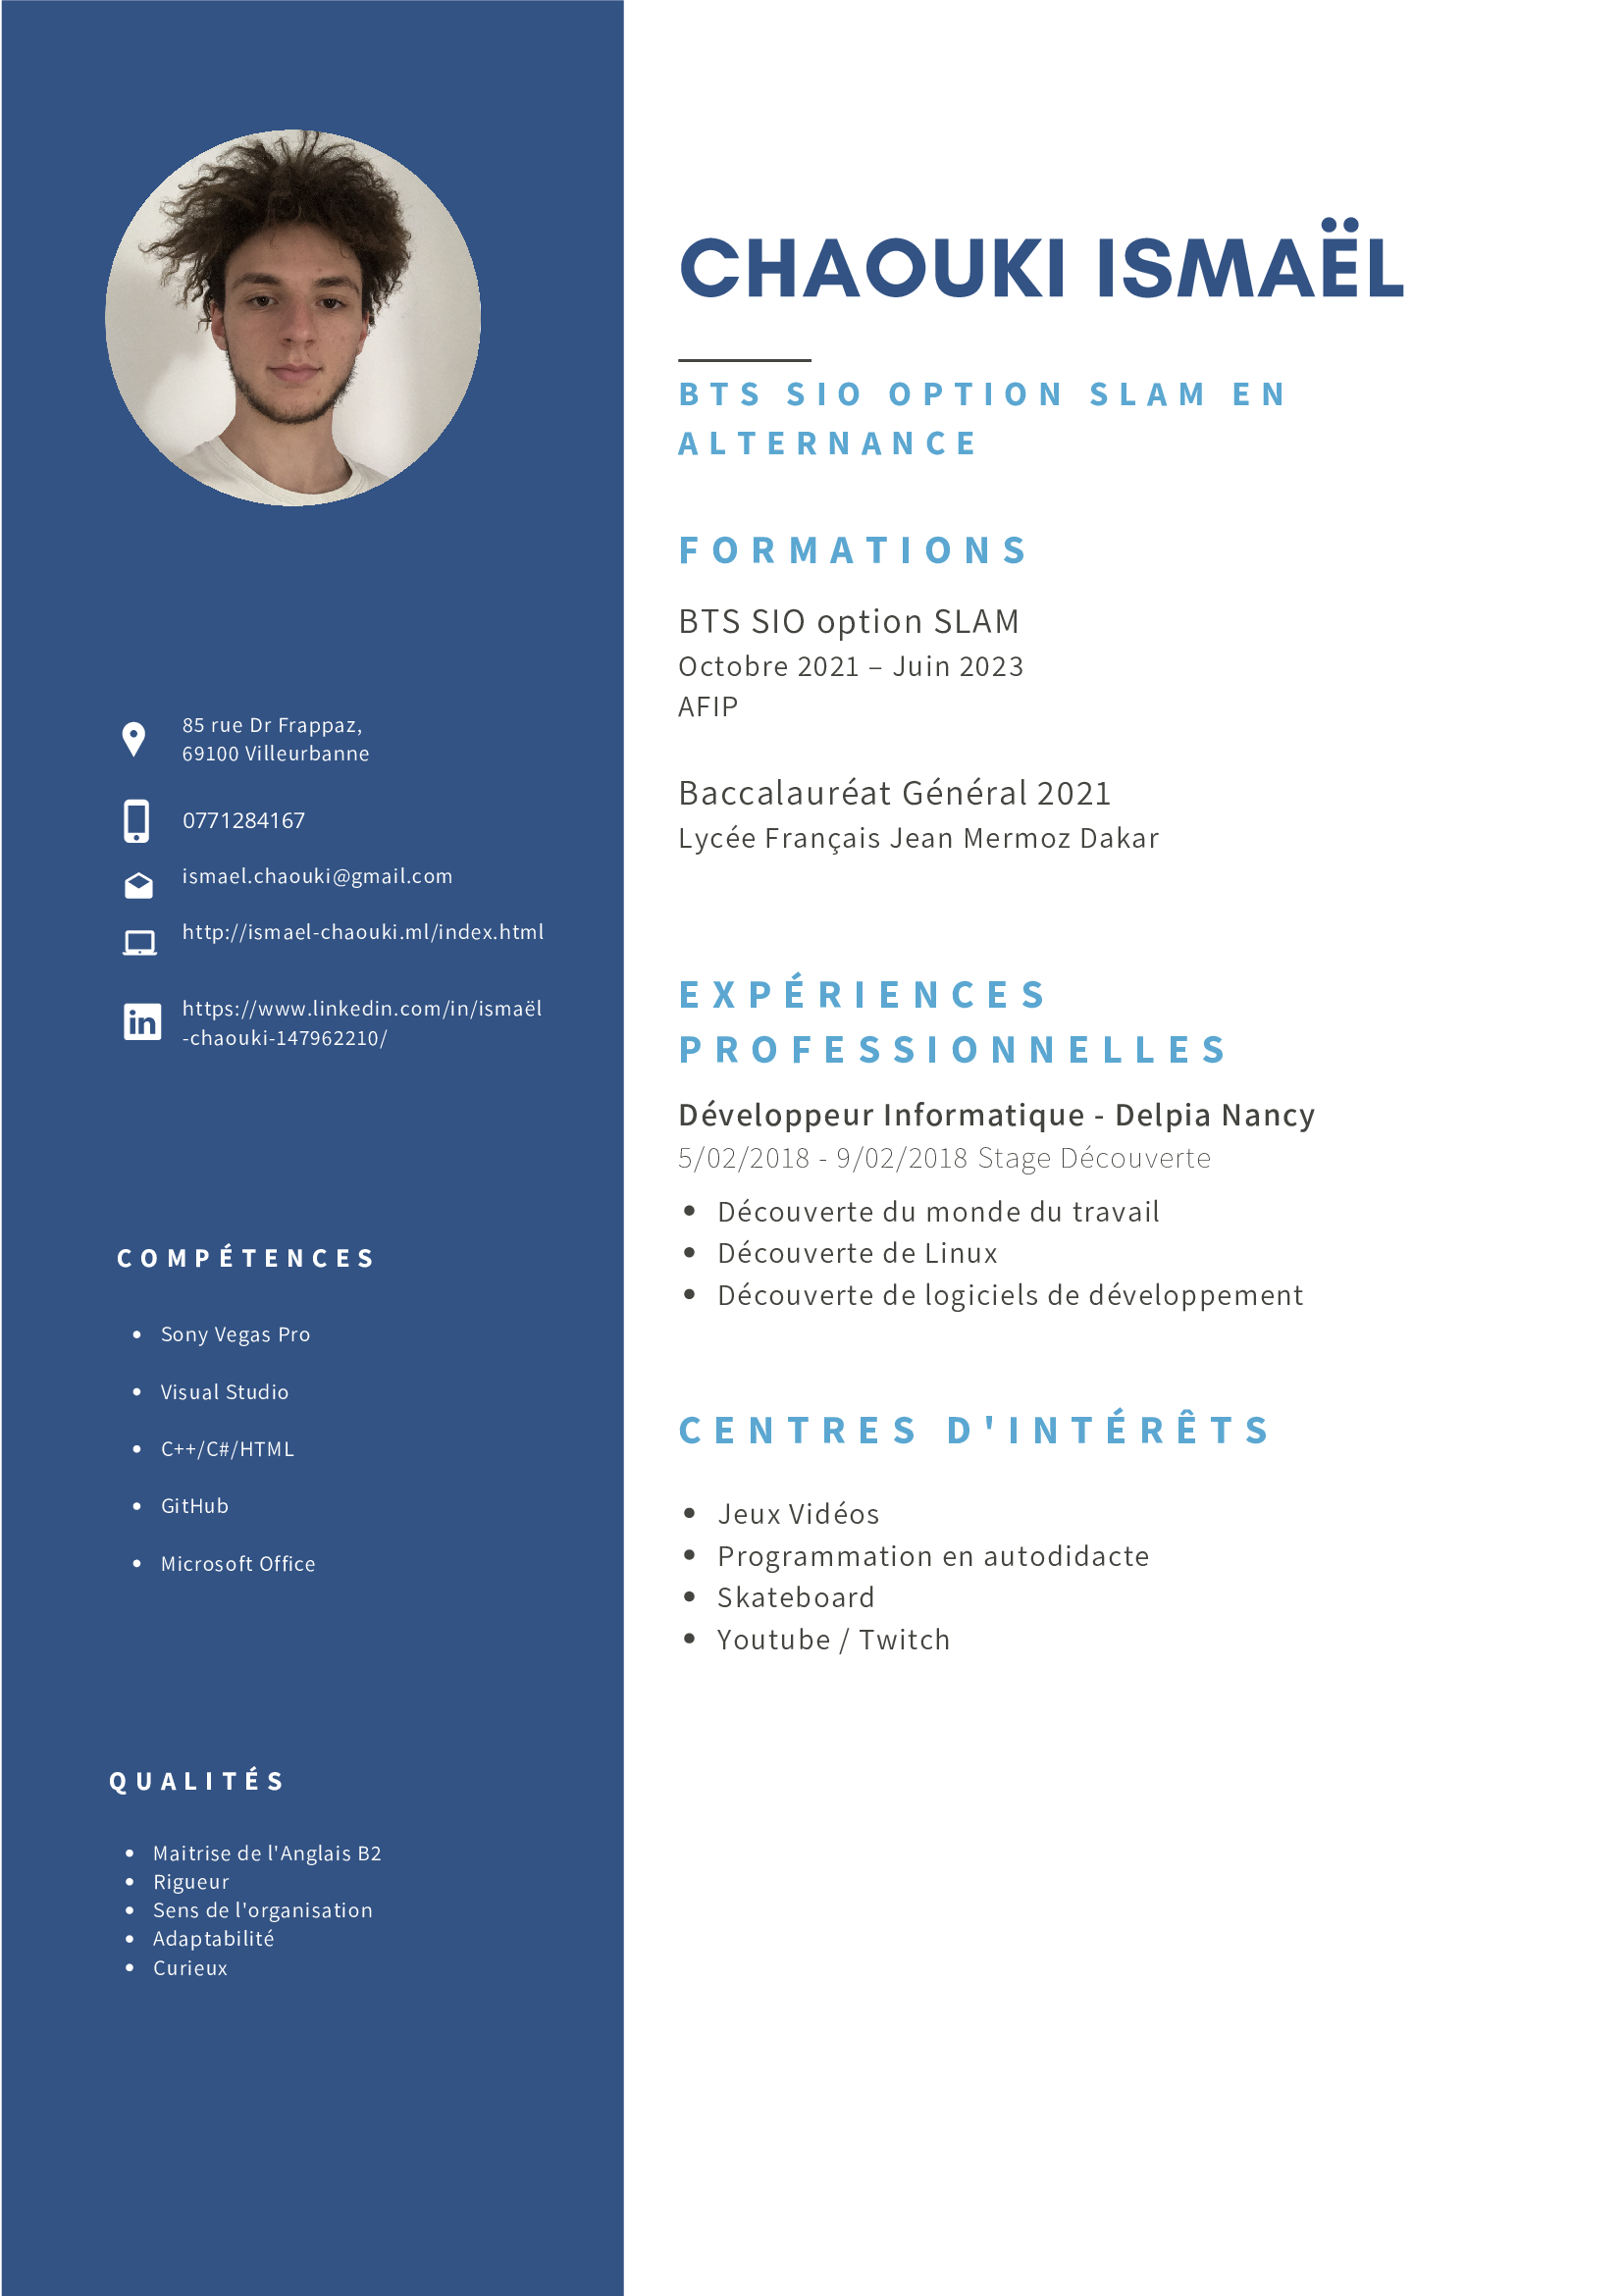 CHAOUKI ISMAËL
BTS SIO OPTION SLAM EN
ALTERNANCE
FORMATIONS
BTS SIO option SLAM
Octobre 2021 – Juin 2023
AFIP
Baccalauréat Général 2021
Lycée Français Jean Mermoz Dakar
EXPÉRIENCES
PROFESSIONNELLES
Développeur Informatique - Delpia Nancy
5/02/2018 - 9/02/2018 Stage Découverte
• Découverte du monde du travail
• Découverte de Linux
• Découverte de logiciels de développement
CENTRES D'INTÉRÊTS
• Jeux Vidéos
• Programmation en autodidacte
• Skateboard
• Youtube / Twitch
85 rue Dr Frappaz,
69100 Villeurbanne
0771284167
ismael.chaouki@gmail.com
http://ismael-chaouki.ml/index.html
in
https://www.linkedin.com/in/ismaël
-chaouki-147962210/
COMPÉTENCES
• Sony Vegas Pro
• Visual Studio
• C++/C#/HTML
• GitHub
• Microsoft Office
QUALITÉS
• Maitrise de l'Anglais B2
• Rigueur
• Sens de l'organisation
• Adaptabilité
• Curieux